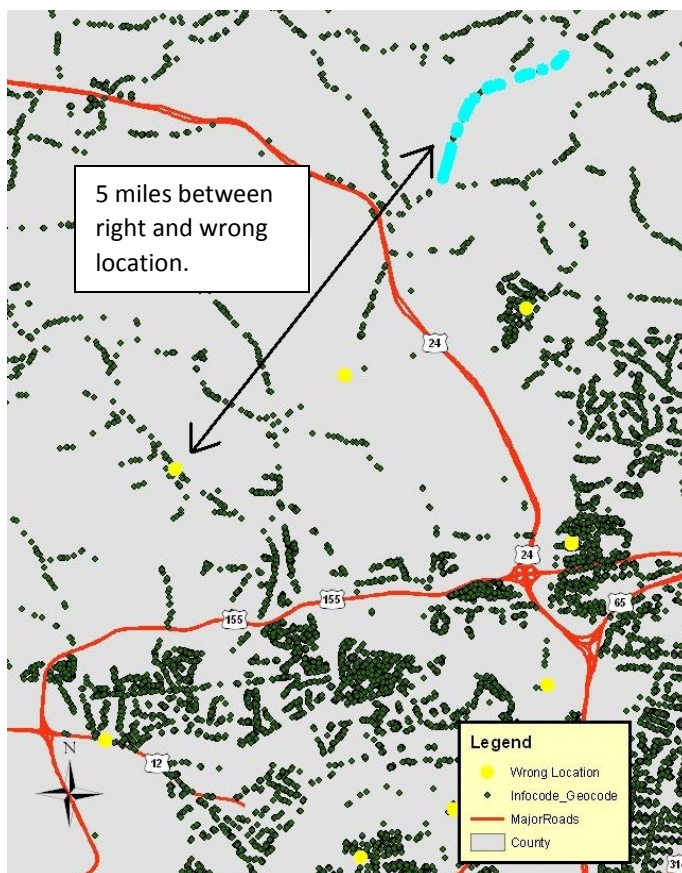 5 miles between
right and wrong
location.
24
24
155
155
65
12
N
Legend
Wrong Location
Infocode_Geocode
MajorRoads
County